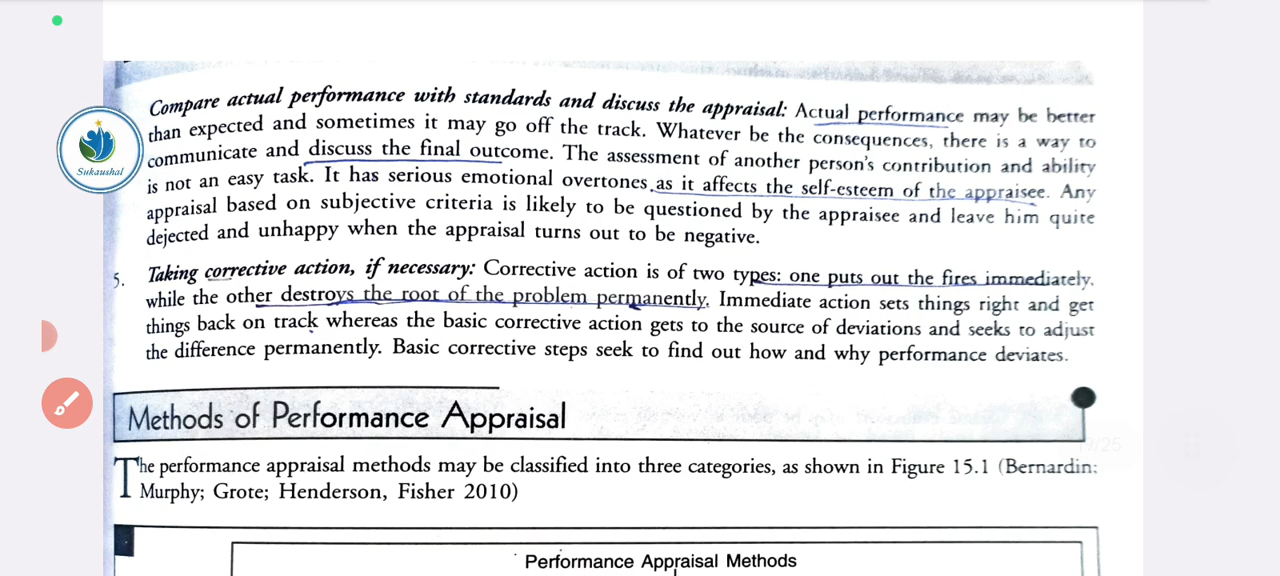 Compare actual performance with standards and discuss the appraisal: Actual performance may be better
than expected and sometimes it may go off the track. Whatever be the consequences, there is a way to
communicate and discuss the final outcome. The assessment of another person's contribution and ability
is not an easy task. It has serious emotional overtones as it affects the self-esteem of the appraisee. Any
appraisal based on subjective criteria is likely to be questioned by the appraisee and leave him quite
dejected and unhappy when the appraisal turns out to be negative.
Sukaushal
5. Taking corrective action, if necessary: Corrective action is of two types: one puts out the fires immediately.
while the other destroys the root of the problem permanently. Immediate action sets things right and get
things back on track whereas the basic corrective action gets to the source of deviations and seeks to adjust
the difference permanently. Basic corrective steps seek to find out how and why performance deviates.
Methods of Performance Appraisal
The performance appraisal methods may be classified into three categories, as shown in Figure 15.1 (Bernardin:
Murphy; Grote; Henderson, Fisher 2010)
Performance Appraisal Methods